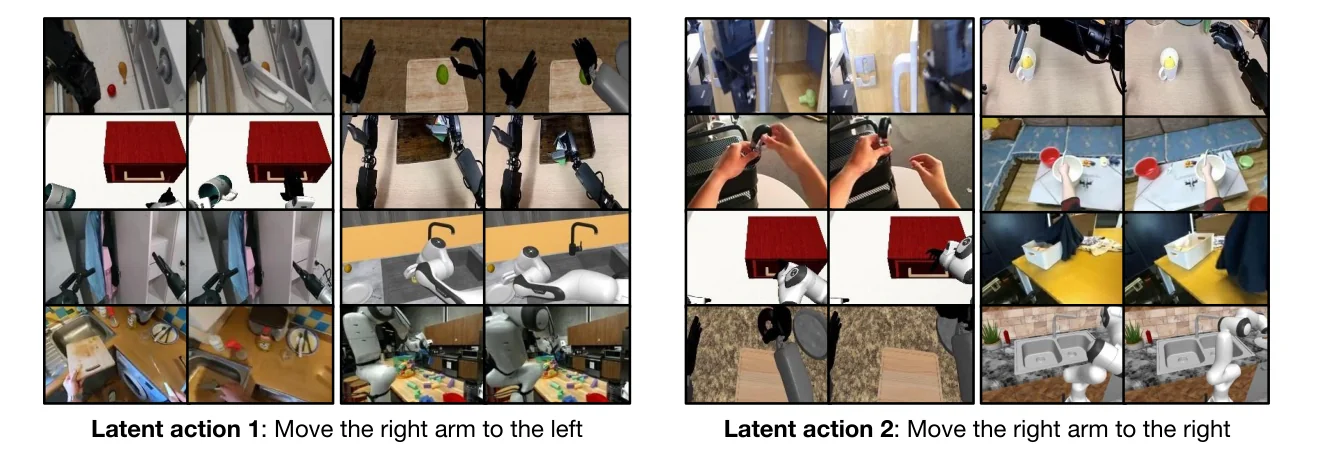 Latent action 1: Move the right arm to the left
Latent action 2: Move the right arm to the right